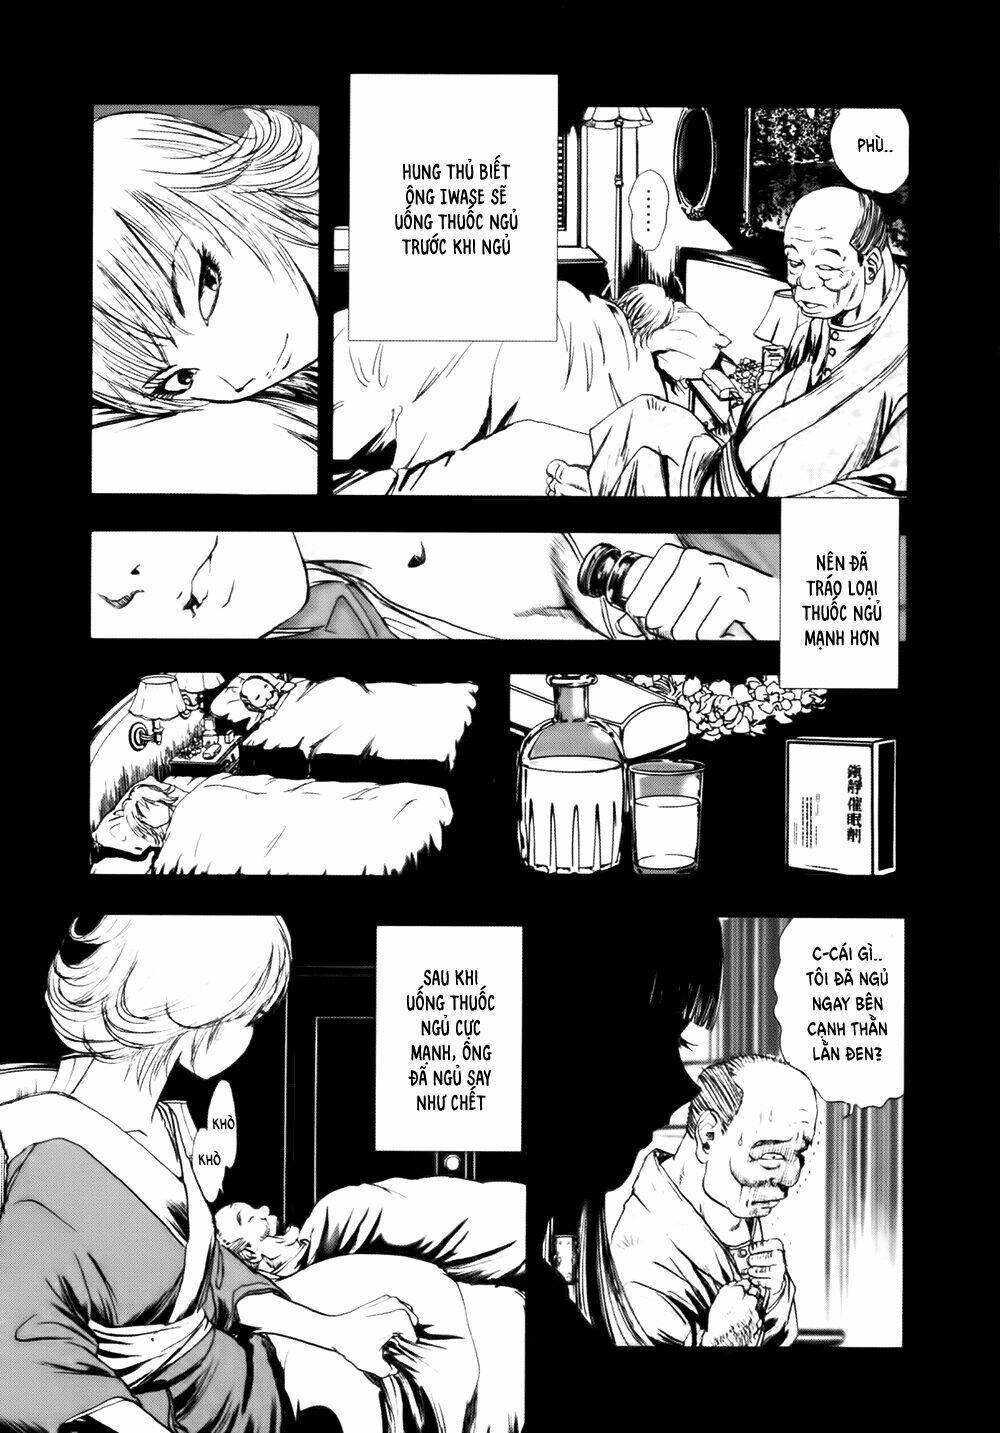 PHÙ..
......
HUNG THỦ BIẾT
ÔNG IWASE SẼ
UỐNG THUỐC NGỦ
TRƯỚC KHI NGỦ
NÊN ĐÃ
TRÁO LOẠI
THUỐC NGỦ
MẠNH HƠN
鎮静催眠剤
C-CÁI GÌ..
TÔI ĐÃ NGỦ
NGAY BÊN
CẠNH THẰN
LẰN ĐEN?
SAU KHI
UỐNG THUỐC
NGỦ CỰC
MẠNH, ÔNG
ĐÃ NGỦ SAY
NHƯ CHẾT
KHÒ
KHÒ